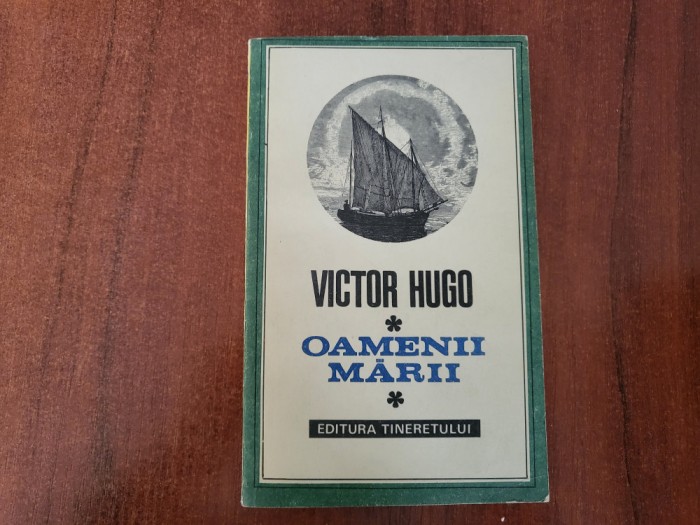 VICTOR HUGO
*
OAMENII
MĂRII
*
EDITURA TINERETULUI